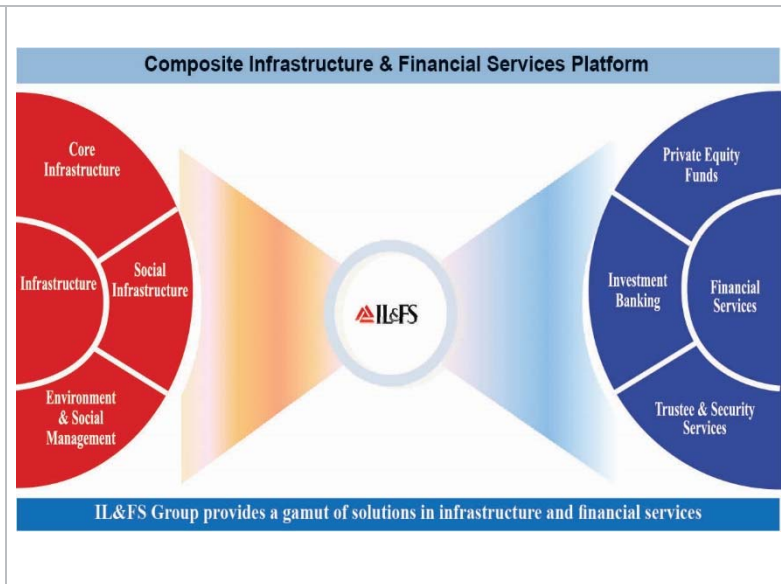 Composite Infrastructure & Financial Services Platform
Core
Infrastructure
Infrastructure
Social
Infrastructure
Environment
& Social
Management
IL&FS
Private Equity
Funds
Investment
Banking
Financial
Services
Trustee & Security
Services
IL&FS Group provides a gamut of solutions in infrastructure and financial services